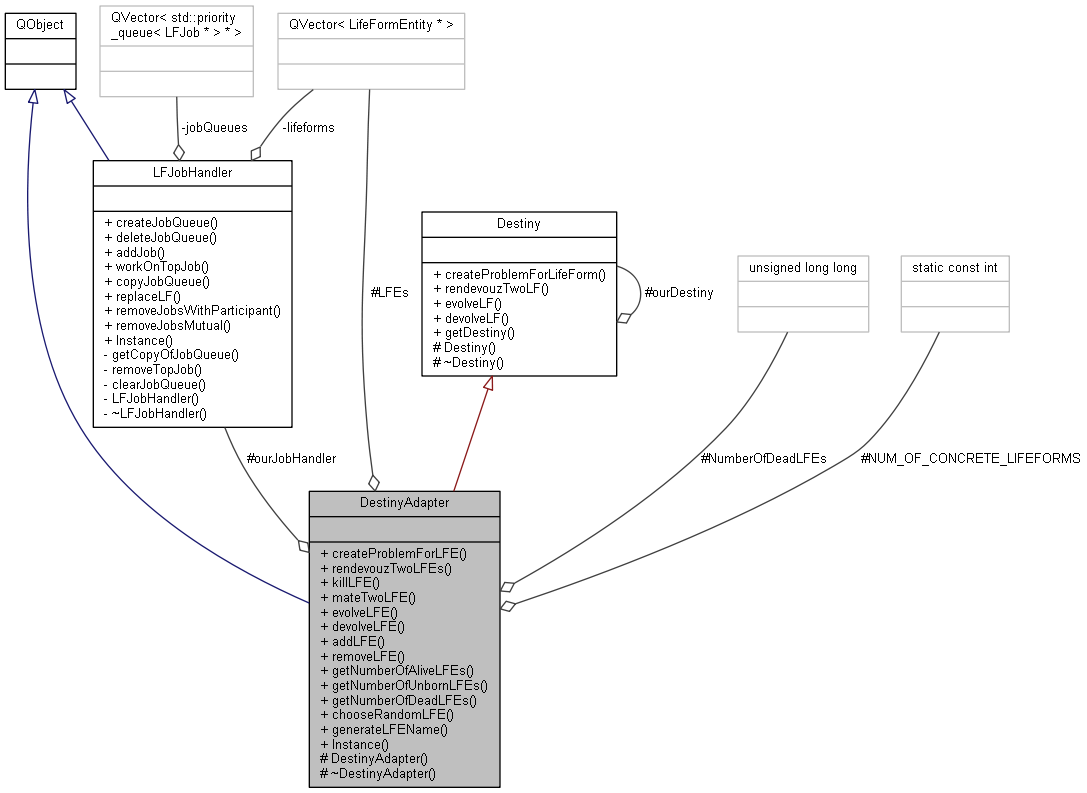 QObject
QVector< std::priority
_queue< LFJob * > * >
QVector< LifeFormEntity * >
-jobQueues
-lifeforms
LFJobHandler
+ createJobQueue()
+ deleteJobQueue()
+ addJob()
+ workOnTopJob()
+ copyJobQueue()
+ replaceLF()
+ removeJobsWithParticipant()
+ removeJobsMutual()
+ Instance()
- getCopyOfJobQueue()
- removeTopJob()
- clearJobQueue()
- LFJobHandler()
- ~LFJobHandler()
#LFEs
Destiny
+ createProblemForLifeForm()
+ rendevouzTwoLF()
+ evolveLF()
+ devolveLF()
+ getDestiny()
# Destiny()
# ~Destiny()
#ourDestiny
unsigned long long
static const int
#ourJobHandler
#NumberOfDeadLFEs
#NUM_OF_CONCRETE_LIFEFORMS
DestinyAdapter
+ createProblemForLFE()
+ rendevouzTwoLFEs()
+ killLFE()
+ mateTwoLFE()
+ evolveLFE()
+ devolveLFE()
+ addLFE()
+ removeLFE()
+ getNumberOfAliveLFEs()
+ getNumberOfUnbornLFEs()
+ getNumberOfDeadLFEs()
+ chooseRandomLFE()
+ generateLFEName()
+ Instance()
# DestinyAdapter()
# ~DestinyAdapter()